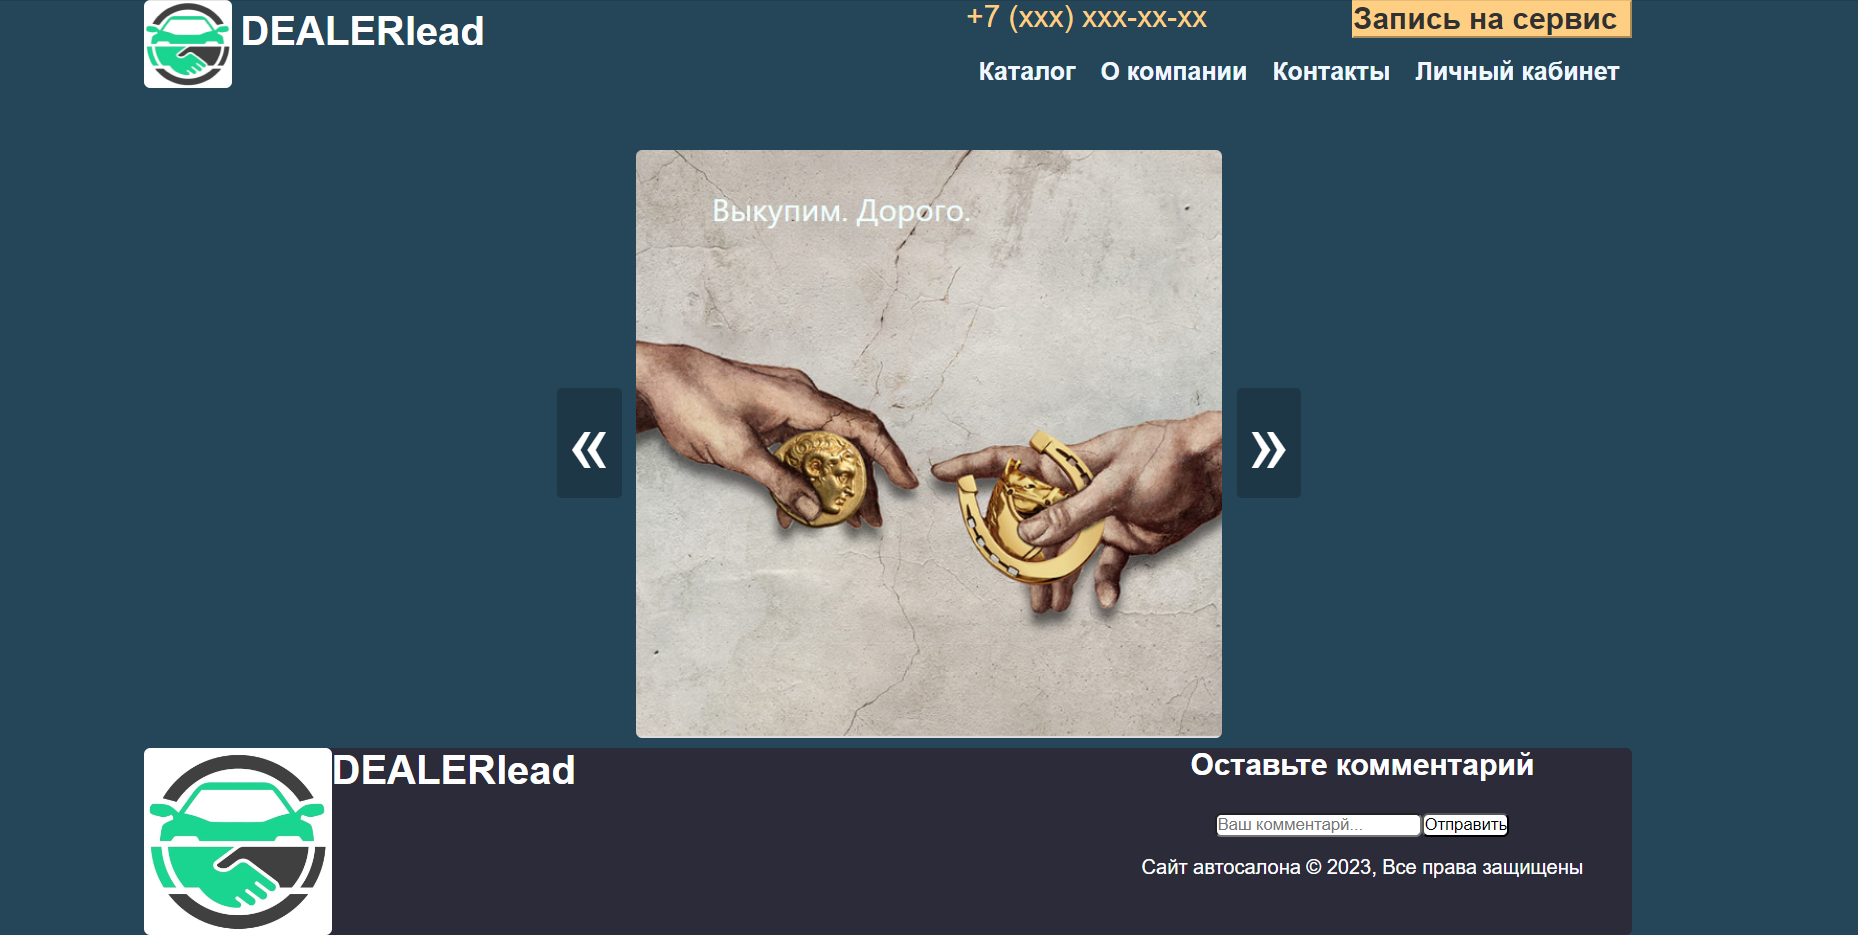 DEALERlead
+7 (xxx) xxx-xx-xx
Запись на сервис
Каталог О компании Контакты Личный кабинет
Выкупим. Дорого.
«
»
DEALERlead
Оставьте комментарий
Ваш комментарй... Отправить
Сайт автосалона © 2023, Все права защищены